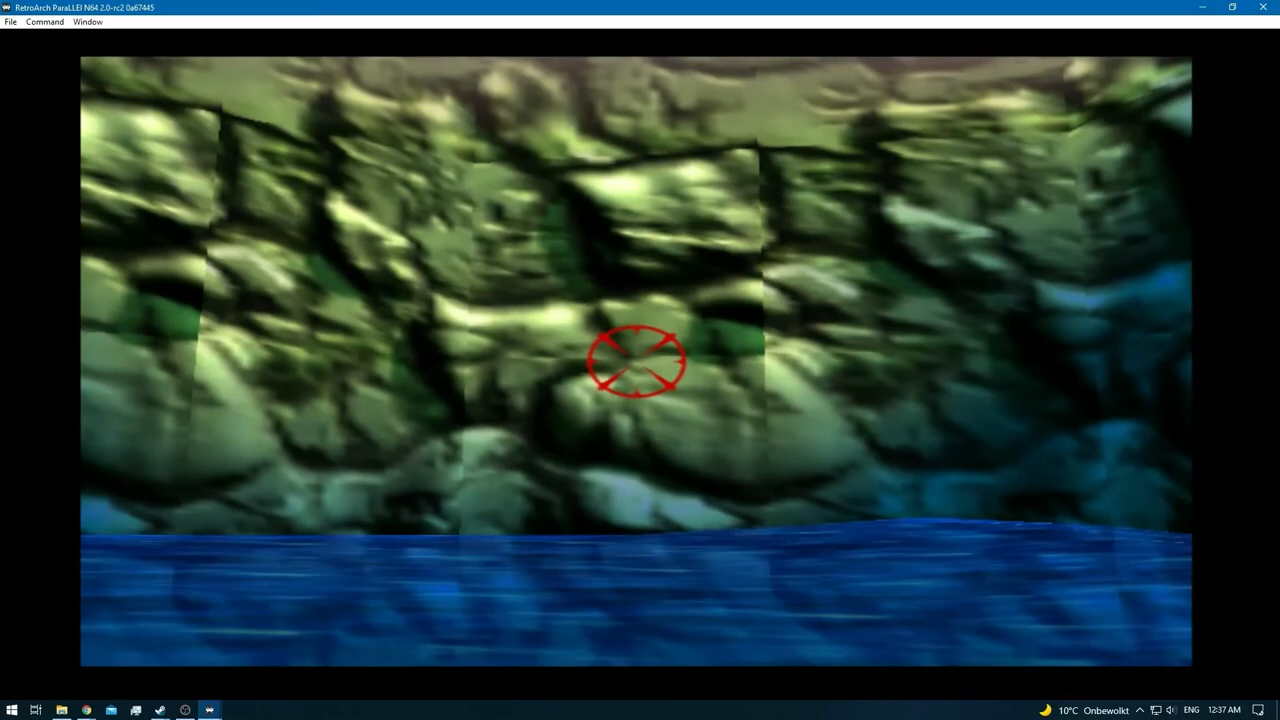 RetroArch ParaLLEl N64 2.0-rc2 0a67445
File Command Window
10°C Onbewolkt ENG 12:37 AM